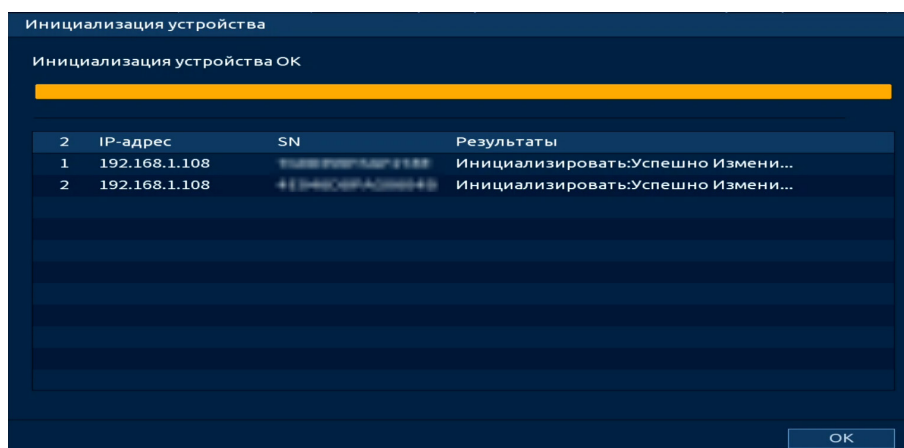 Инициализация устройства
Инициализация устройства OK
2 IP-адрес SN Результаты
1 192.168.1.108 Инициализировать:Успешно Измени...
2 192.168.1.108 Инициализировать:Успешно Измени...
OK